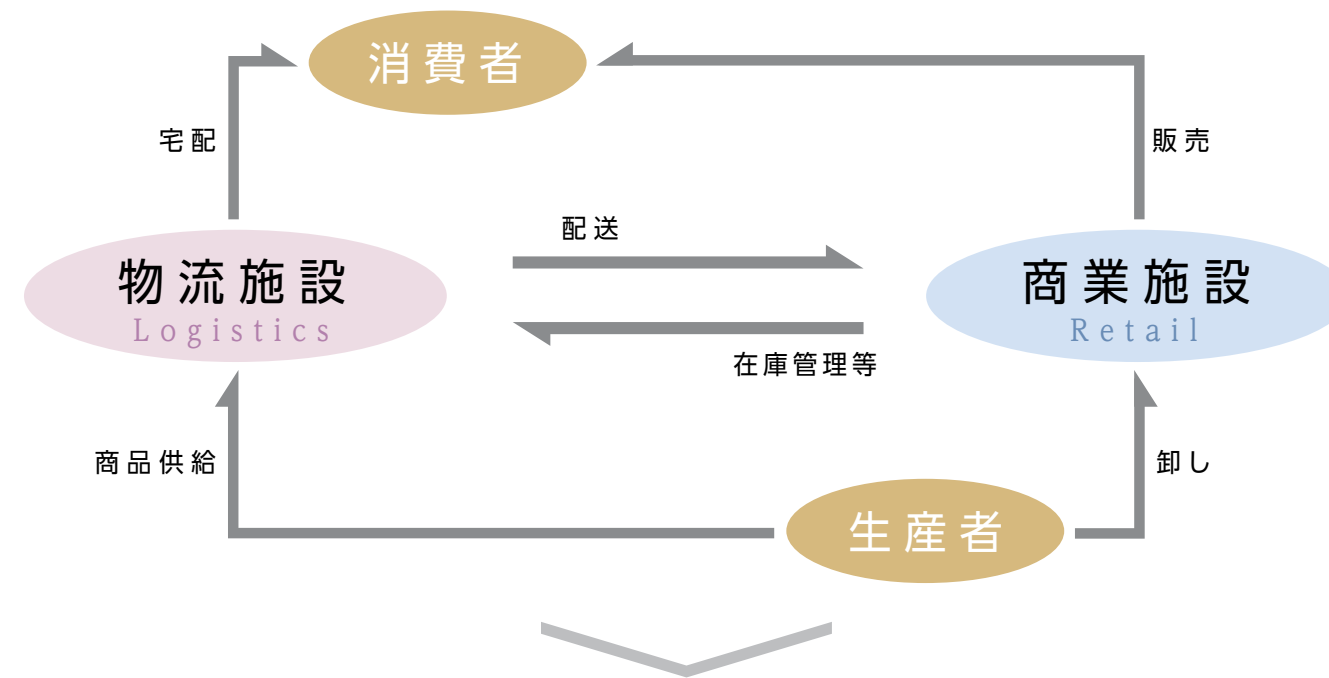 消費者
宅配
販売
配送
物流施設
Logistics
商業施設
Retail
在庫管理等
商品供給
卸し
生産者